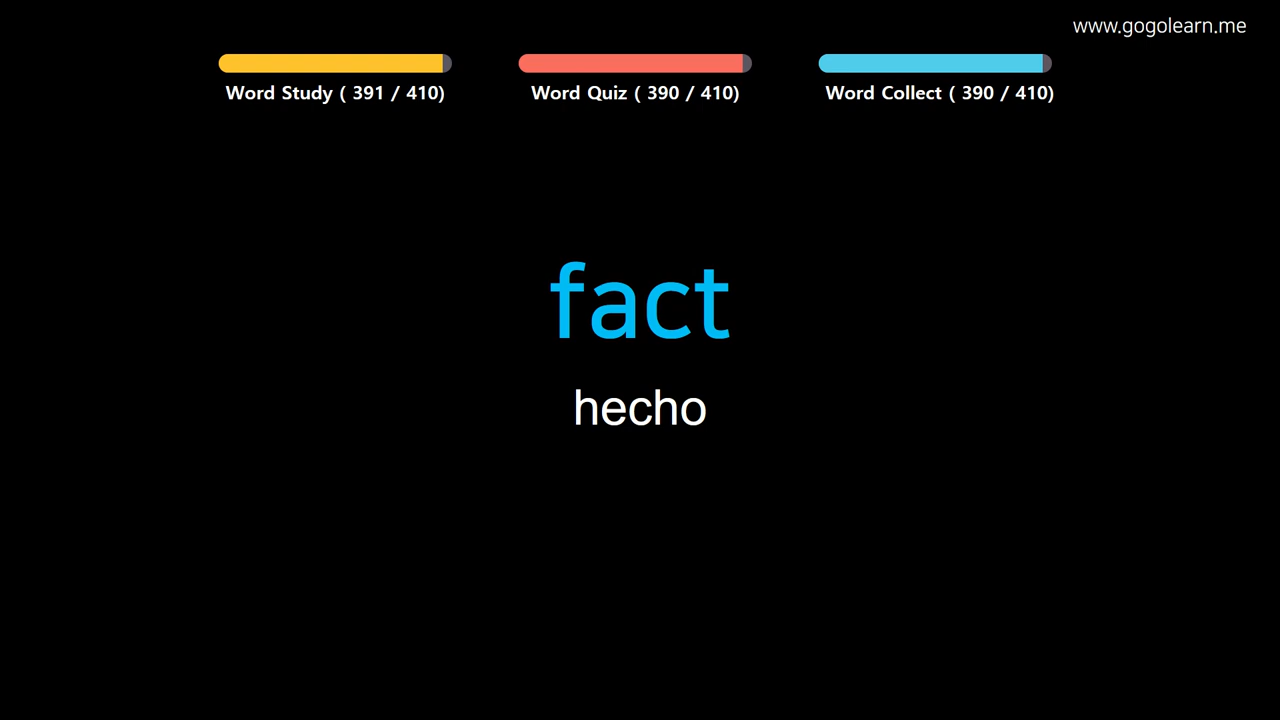 www.gogolearn.me
Word Study ( 391 / 410)
Word Quiz ( 390 / 410)
Word Collect ( 390 / 410)
fact
hecho